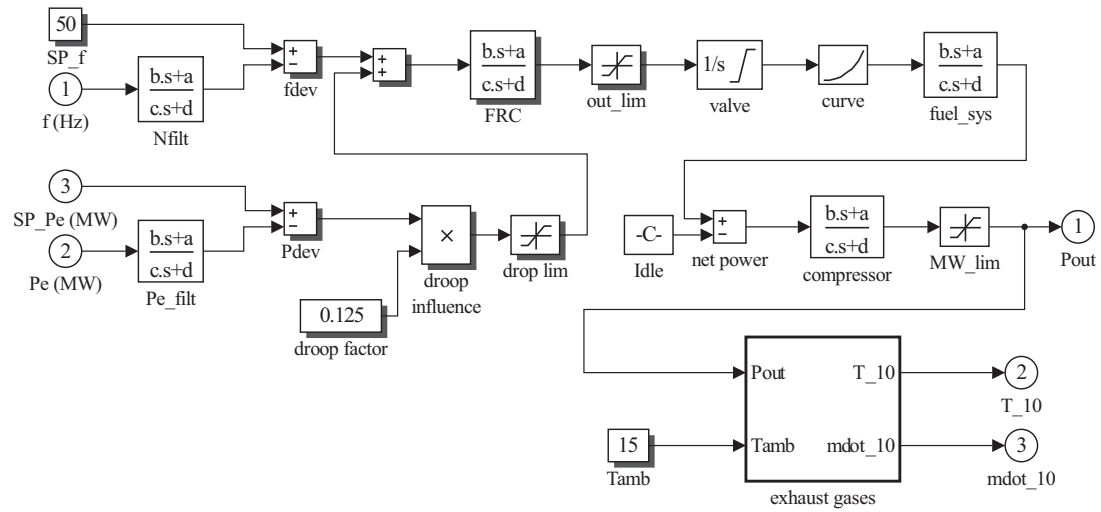 50
SP_f
1
f (Hz)
b.s+a
c.s+d
Nfilt
+
−
fdev
+
+
b.s+a
c.s+d
FRC
out_lim
1/s
valve
curve
b.s+a
c.s+d
fuel_sys
3
SP_Pe (MW)
2
Pe (MW)
b.s+a
c.s+d
Pe_filt
+
−
Pdev
×
droop
influence
drop lim
0.125
droop factor
-C-
Idle
+
−
net power
b.s+a
c.s+d
compressor
MW_lim
1
Pout
Pout
Tamb
T_10
mdot_10
exhaust gases
15
Tamb
2
T_10
3
mdot_10